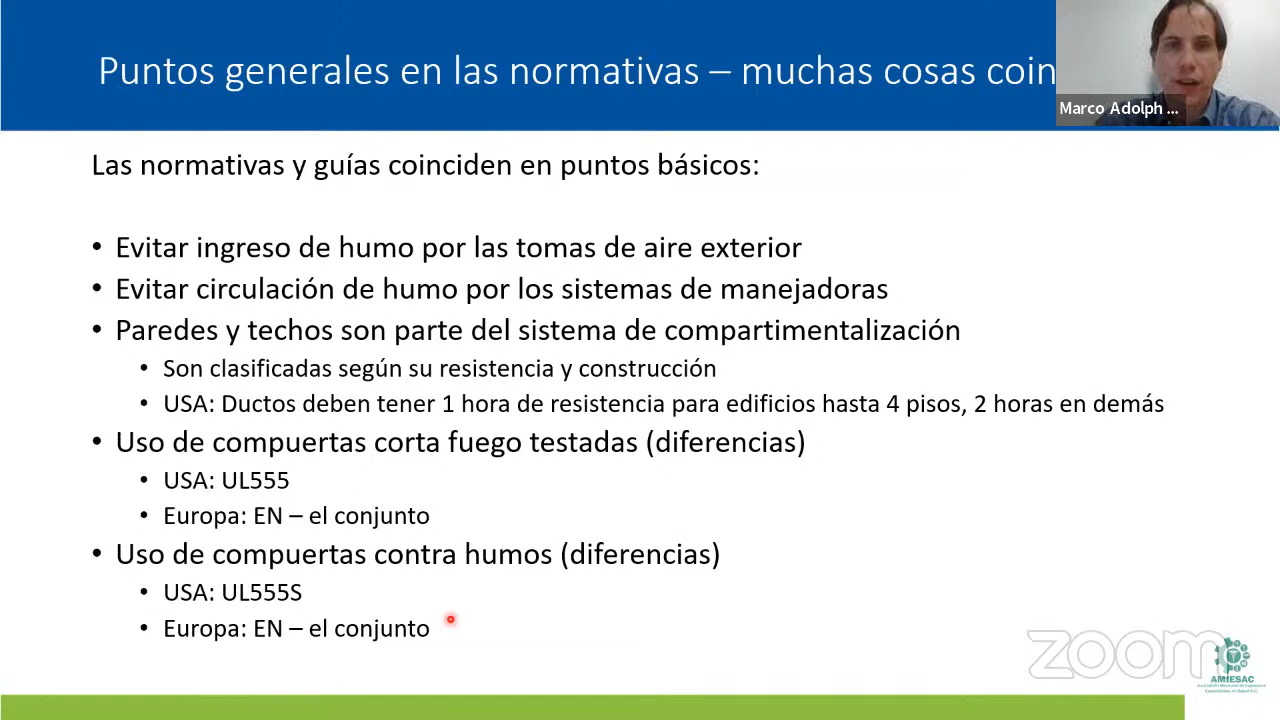 Puntos generales en las normativas – muchas cosas coin
Marco Adolph ...
Las normativas y guías coinciden en puntos básicos:
• Evitar ingreso de humo por las tomas de aire exterior
• Evitar circulación de humo por los sistemas de manejadoras
• Paredes y techos son parte del sistema de compartimentalización
• Son clasificadas según su resistencia y construcción
• USA: Ductos deben tener 1 hora de resistencia para edificios hasta 4 pisos, 2 horas en demás
• Uso de compuertas corta fuego testadas (diferencias)
• USA: UL555
• Europa: EN – el conjunto
• Uso de compuertas contra humos (diferencias)
• USA: UL555S
• Europa: EN – el conjunto
zoom
AMIESAC